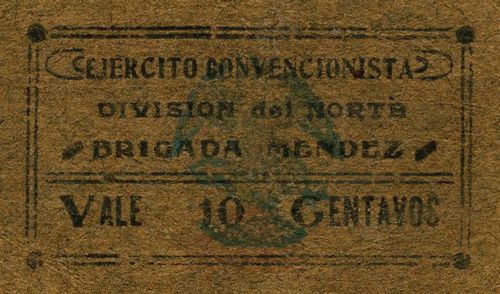 EJERCITO CONVENCIONISTA
DIVISION del NORTE
BRIGADA MENDEZ
VALE 10 CENTAVOS